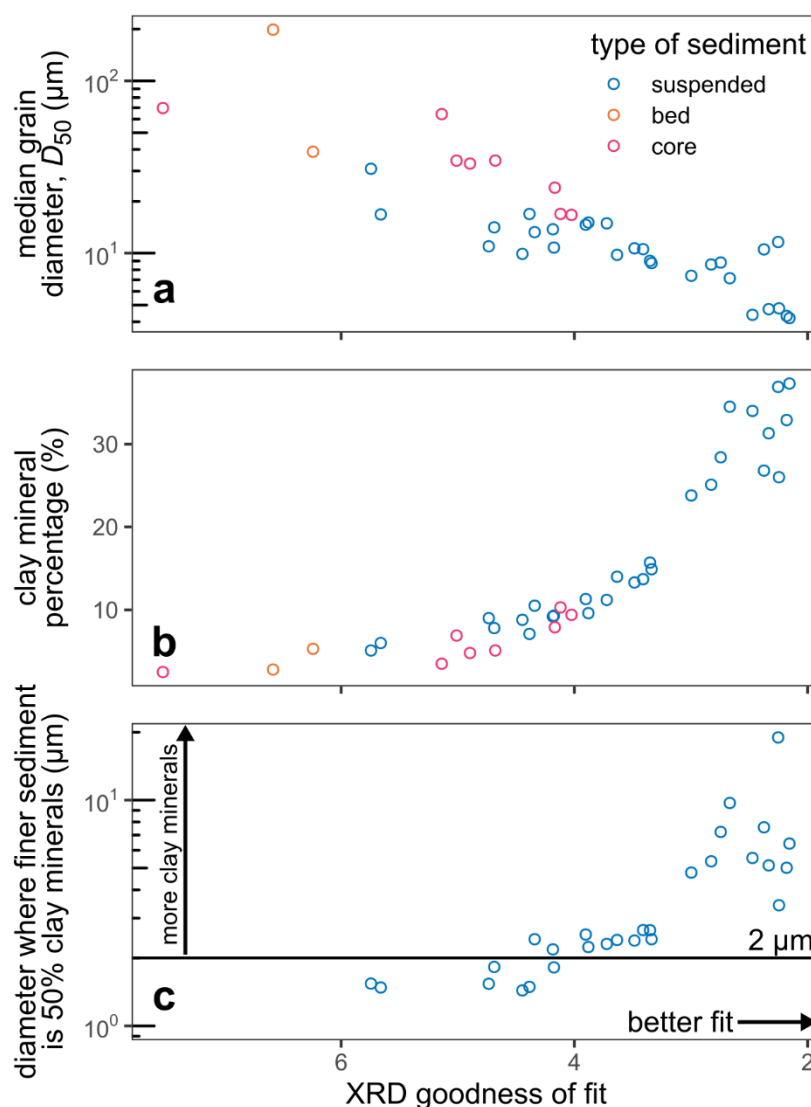 median grain
diameter, D₅₀ (μm)
10²
10¹
type of sediment
suspended
bed
core
a
clay mineral
percentage (%)
30
20
10
b
diameter where finer sediment
is 50% clay minerals (μm)
10¹
10⁰
more clay minerals
2 μm
c
better fit
6
4
2
XRD goodness of fit